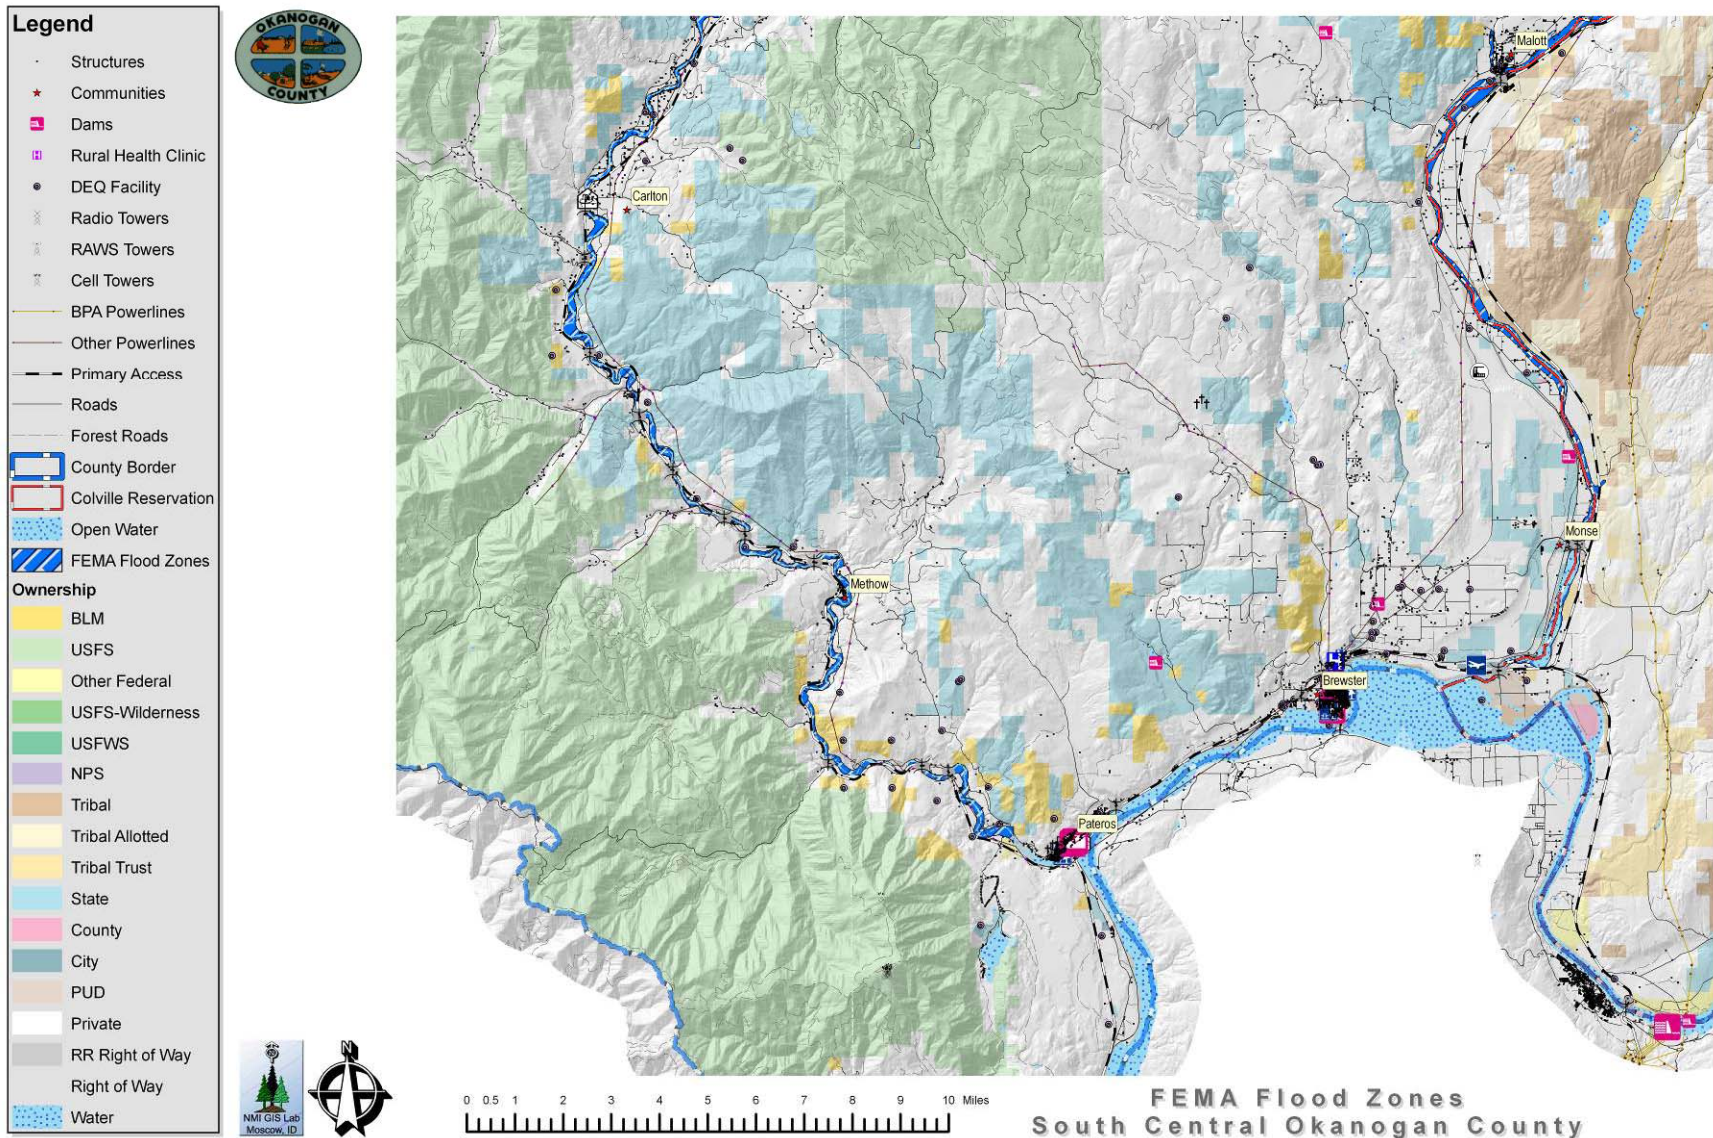 Legend
Structures
Communities
Dams
Rural Health Clinic
DEQ Facility
Radio Towers
RAWS Towers
Cell Towers
BPA Powerlines
Other Powerlines
Primary Access
Roads
Forest Roads
County Border
Colville Reservation
Open Water
FEMA Flood Zones
Ownership
BLM
USFS
Other Federal
USFS-Wilderness
USFWS
NPS
Tribal
Tribal Allotted
Tribal Trust
State
County
City
PUD
Private
RR Right of Way
Right of Way
Water
OKANOGAN
COUNTY
Malott
Carlton
Monse
Methow
Brewster
Pateros
NMI GIS Lab
Moscow, ID
N
0 0.5 1 2 3 4 5 6 7 8 9 10 Miles
FEMA Flood Zones
South Central Okanogan County